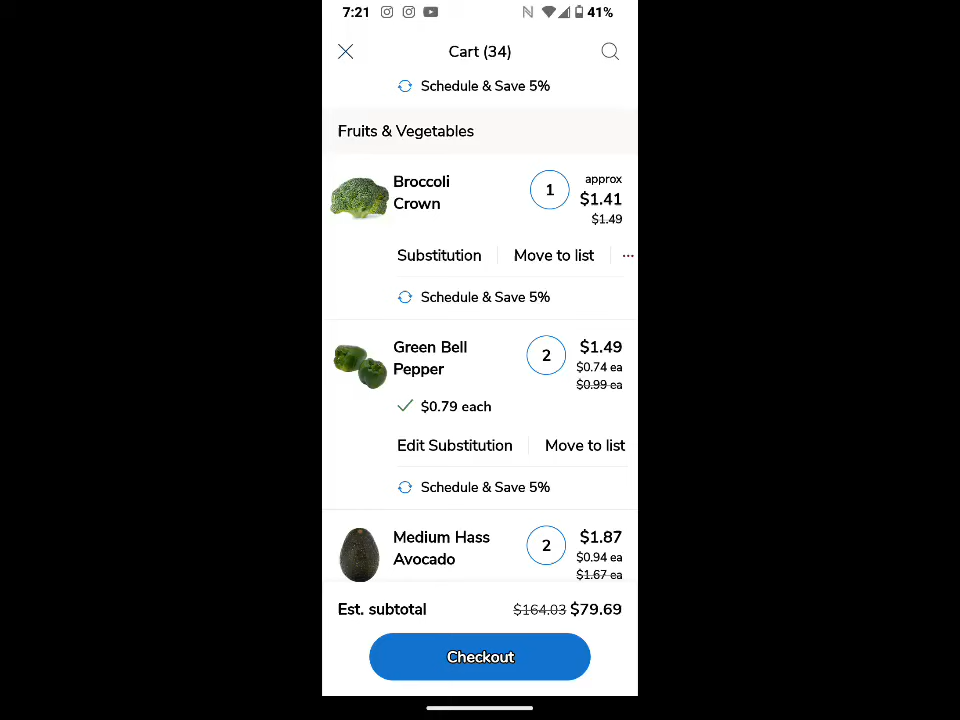 7:21 41%
Cart (34)
Schedule & Save 5%
Fruits & Vegetables
Broccoli Crown
1
approx
$1.41
$1.49
Substitution Move to list ...
Schedule & Save 5%
Green Bell Pepper
2
$1.49
$0.74 ea
$0.99 ea
$0.79 each
Edit Substitution Move to list
Schedule & Save 5%
Medium Hass Avocado
2
$1.87
$0.94 ea
$1.67 ea
Est. subtotal $164.03 $79.69
Checkout